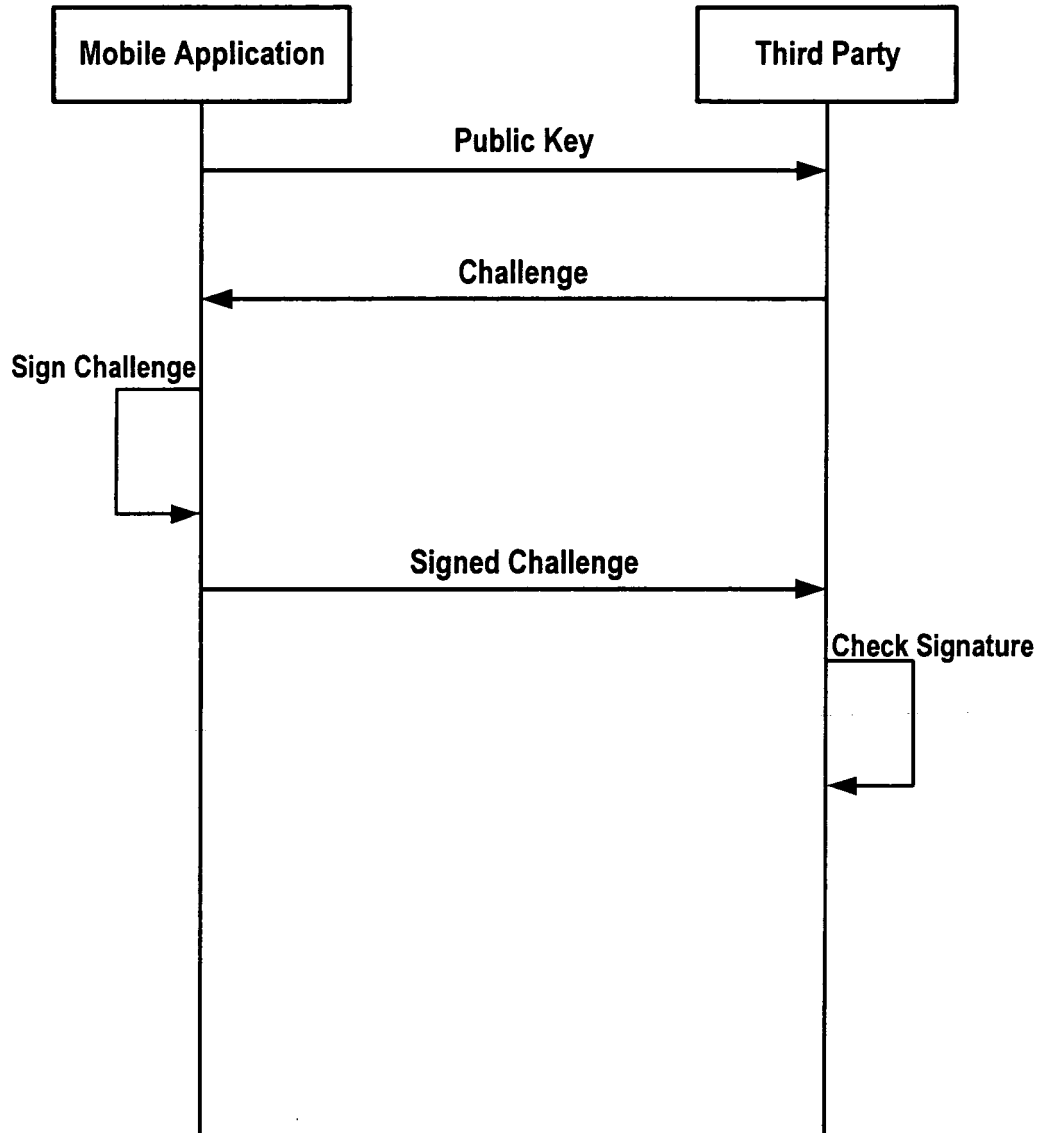 Mobile Application
Third Party
Public Key
Challenge
Sign Challenge
Signed Challenge
Check Signature